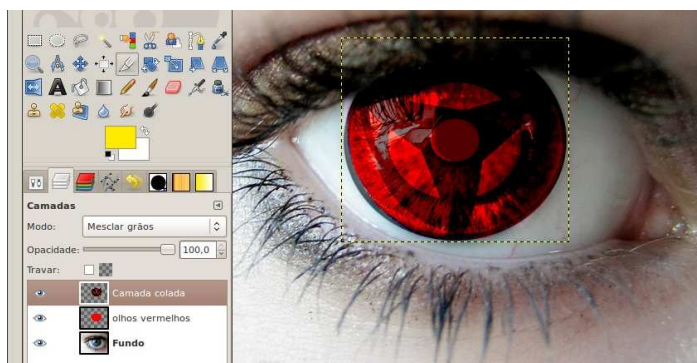 Camadas
Modo: Mesclar grãos
Opacidade: 100,0
Travar:
Camada colada
olhos vermelhos
Fundo